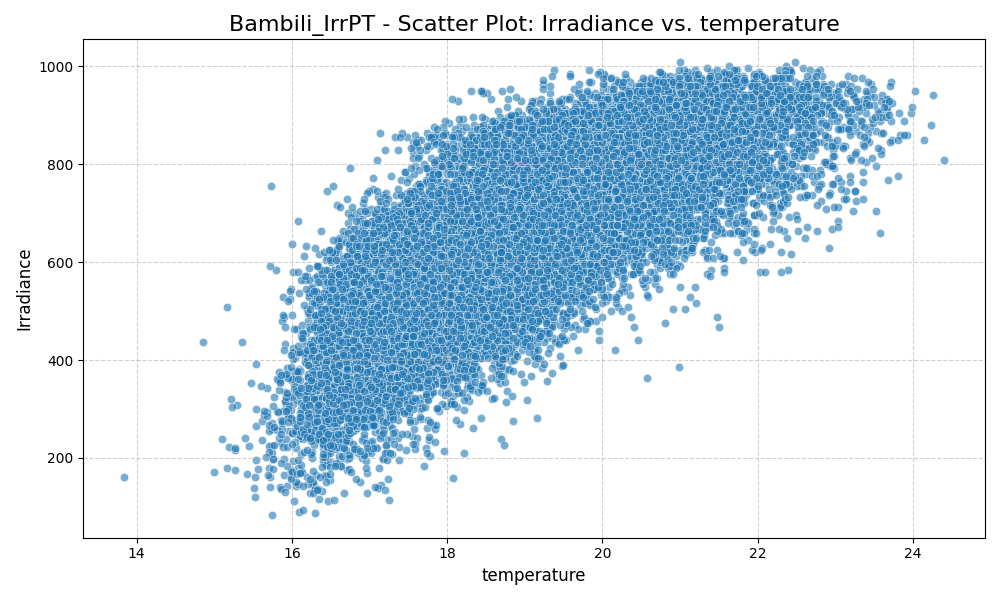 Bambili_IrrPT - Scatter Plot: Irradiance vs. temperature
Irradiance
1000
800
600
400
200
14 16 18 20 22 24
temperature